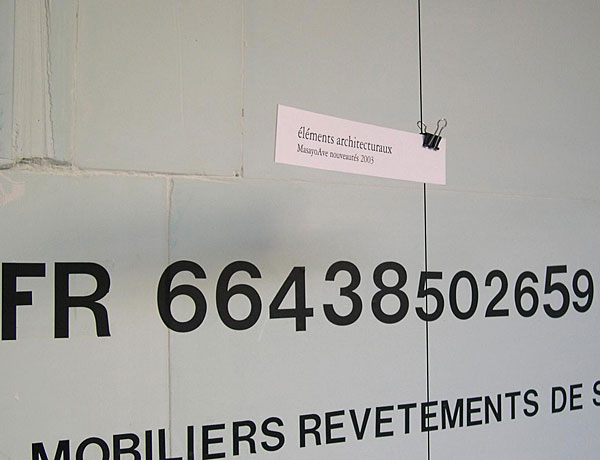 éléments architecturaux
MasayoAve nouveautés 2003
FR 66438502659
MOBILIERS REVETEMENTS DE S